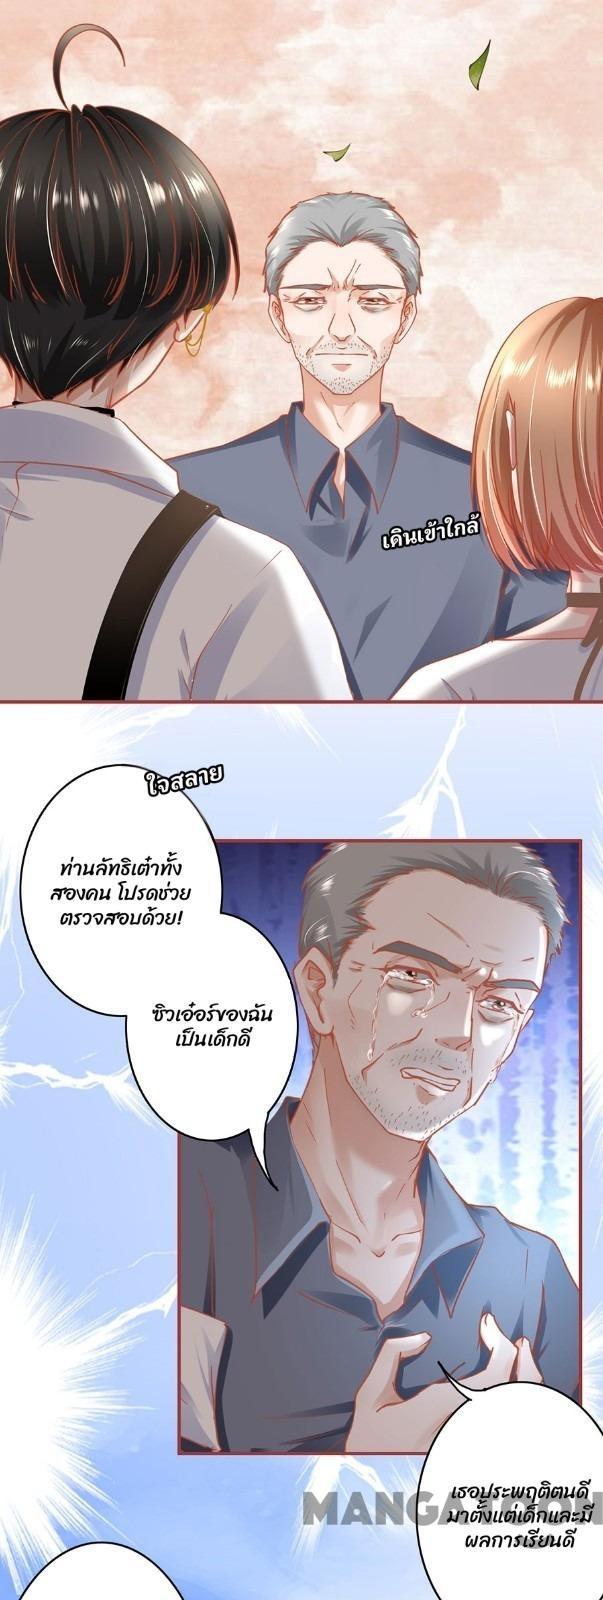 เดินเข้าใกล้
ใจสลาย
ท่านลัทธิเต๋าทั้ง
สองคน โปรดช่วย
ตรวจสอบด้วย!
ซิวเอ๋อร์ของฉัน
เป็นเด็กดี
เธอประพฤติตนดี
มาตั้งแต่เด็กและมี
ผลการเรียนดี
MANGATOON